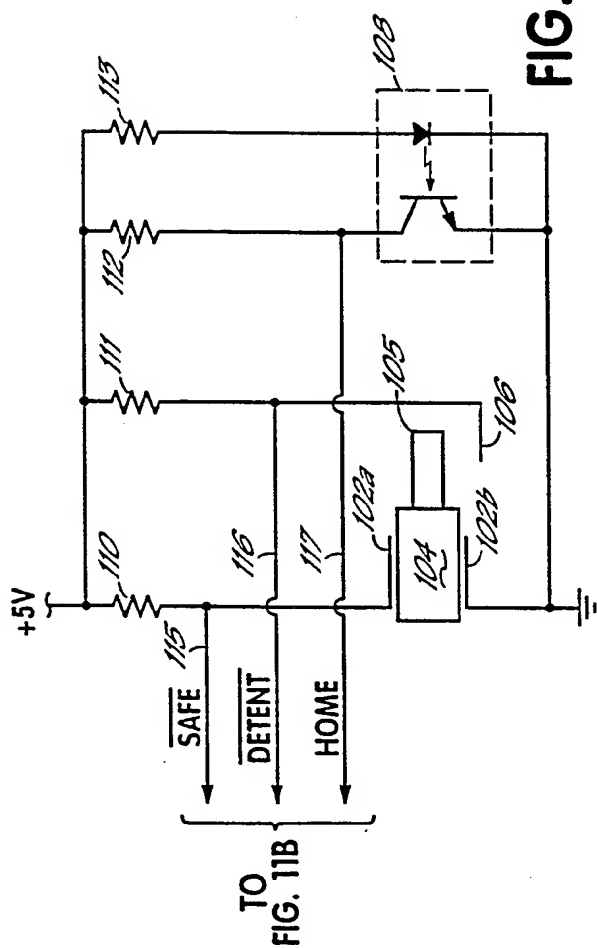 +5V
110
111
112
113
108
115
SAFE
116
DETENT
117
HOME
TO
FIG. 11B
102a
104
102b
105
106
FIG.